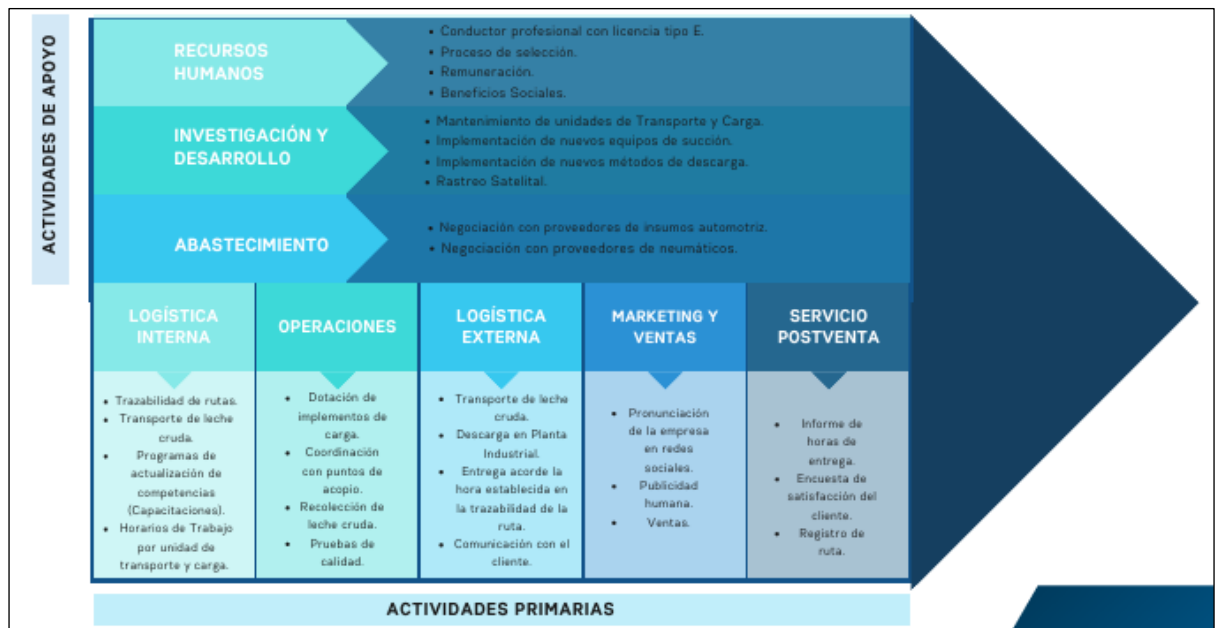 ACTIVIDADES DE APOYO
RECURSOS
HUMANOS
• Conductor profesional con licencia tipo E.
• Proceso de selección.
• Remuneración.
• Beneficios Sociales.
INVESTIGACIÓN Y
DESARROLLO
• Mantenimiento de unidades de Transporte y Carga.
• Implementación de nuevos equipos de succión.
• Implementación de nuevos métodos de descarga.
• Rastreo Satelital.
ABASTECIMIENTO
• Negociación con proveedores de insumos automotriz.
• Negociación con proveedores de neumáticos.
LOGÍSTICA
INTERNA
• Trazabilidad de rutas.
• Transporte de leche
cruda.
• Programas de
actualización de
competencias
(Capacitaciones).
• Horarios de Trabajo
por unidad de
transporte y carga.
OPERACIONES
• Dotación de
implementos de
carga.
• Coordinación
con puntos de
acopio.
• Recolección de
leche cruda.
• Pruebas de
calidad.
LOGÍSTICA
EXTERNA
• Transporte de leche
cruda.
• Descarga en Planta
Industrial.
• Entrega acorde la
hora establecida en
la trazabilidad de la
ruta.
• Comunicación con el
cliente.
MARKETING Y
VENTAS
• Pronunciación
de la empresa
en redes
sociales.
• Publicidad
humana.
• Ventas.
SERVICIO
POSTVENTA
• Informe de
horas de
entrega.
• Encuesta de
satisfacción del
cliente.
• Registro de
ruta.
ACTIVIDADES PRIMARIAS